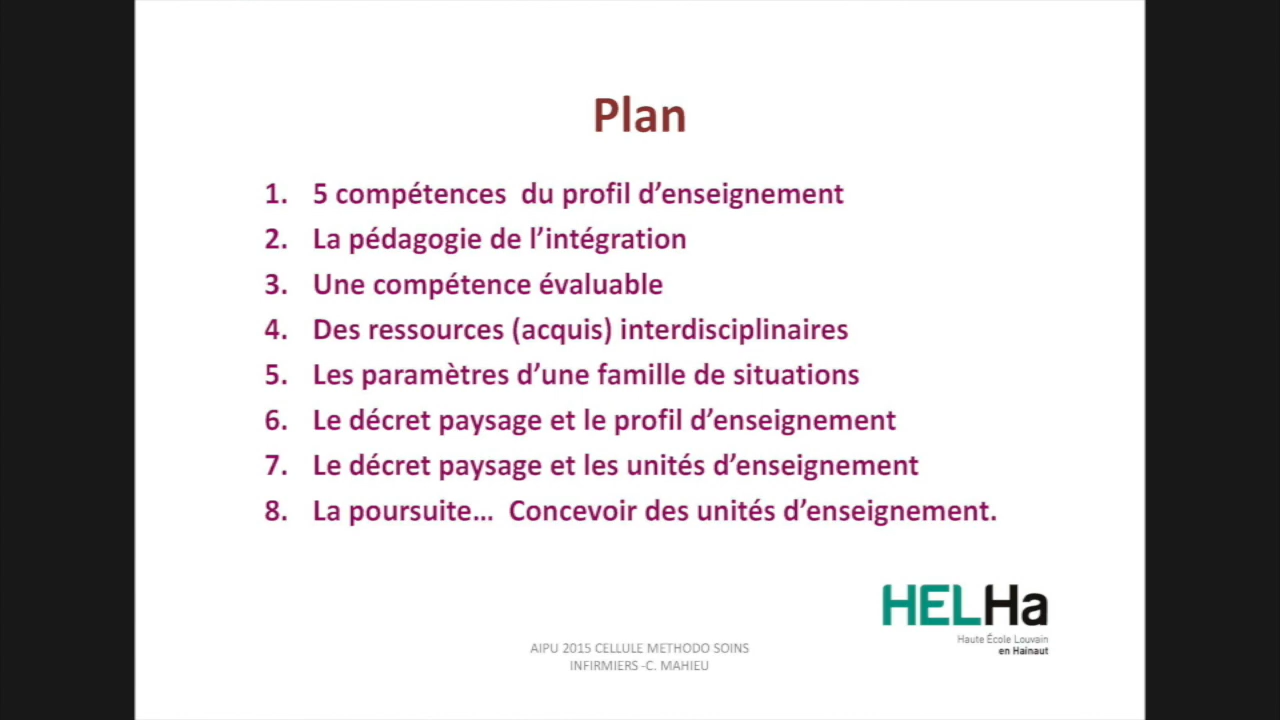 Plan
1. 5 compétences du profil d’enseignement
2. La pédagogie de l’intégration
3. Une compétence évaluable
4. Des ressources (acquis) interdisciplinaires
5. Les paramètres d’une famille de situations
6. Le décret paysage et le profil d’enseignement
7. Le décret paysage et les unités d’enseignement
8. La poursuite… Concevoir des unités d’enseignement.
HELHa
Haute École Louvain
en Hainaut
AIPU 2015 CELLULE METHODO SOINS
INFIRMIERS -C. MAHIEU